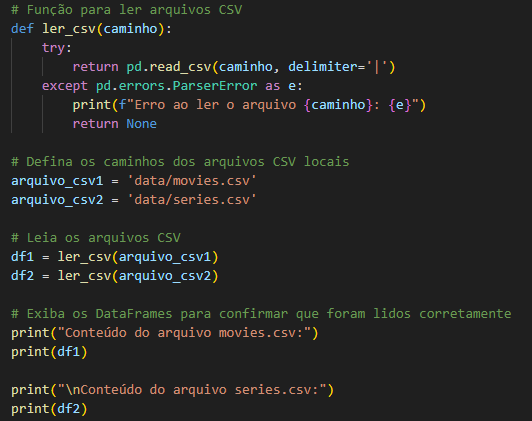 # Função para ler arquivos CSV
def ler_csv(caminho):
    try:
        return pd.read_csv(caminho, delimiter='|')
    except pd.errors.ParserError as e:
        print(f"Erro ao ler o arquivo {caminho}: {e}")
        return None

# Defina os caminhos dos arquivos CSV locais
arquivo_csv1 = 'data/movies.csv'
arquivo_csv2 = 'data/series.csv'

# Leia os arquivos CSV
df1 = ler_csv(arquivo_csv1)
df2 = ler_csv(arquivo_csv2)

# Exiba os DataFrames para confirmar que foram lidos corretamente
print("Conteúdo do arquivo movies.csv:")
print(df1)

print("\nConteúdo do arquivo series.csv:")
print(df2)